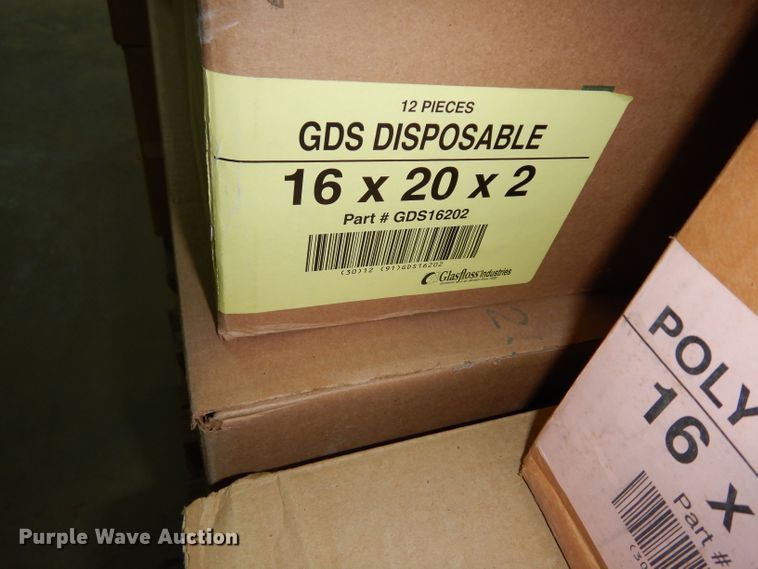 12 PIECES
GDS DISPOSABLE
16 x 20 x 2
Part # GDS16202
(30)12 (91)GDS16202
Glasfloss Industries
POLY
16 x
Part #
(30
Purple Wave Auction